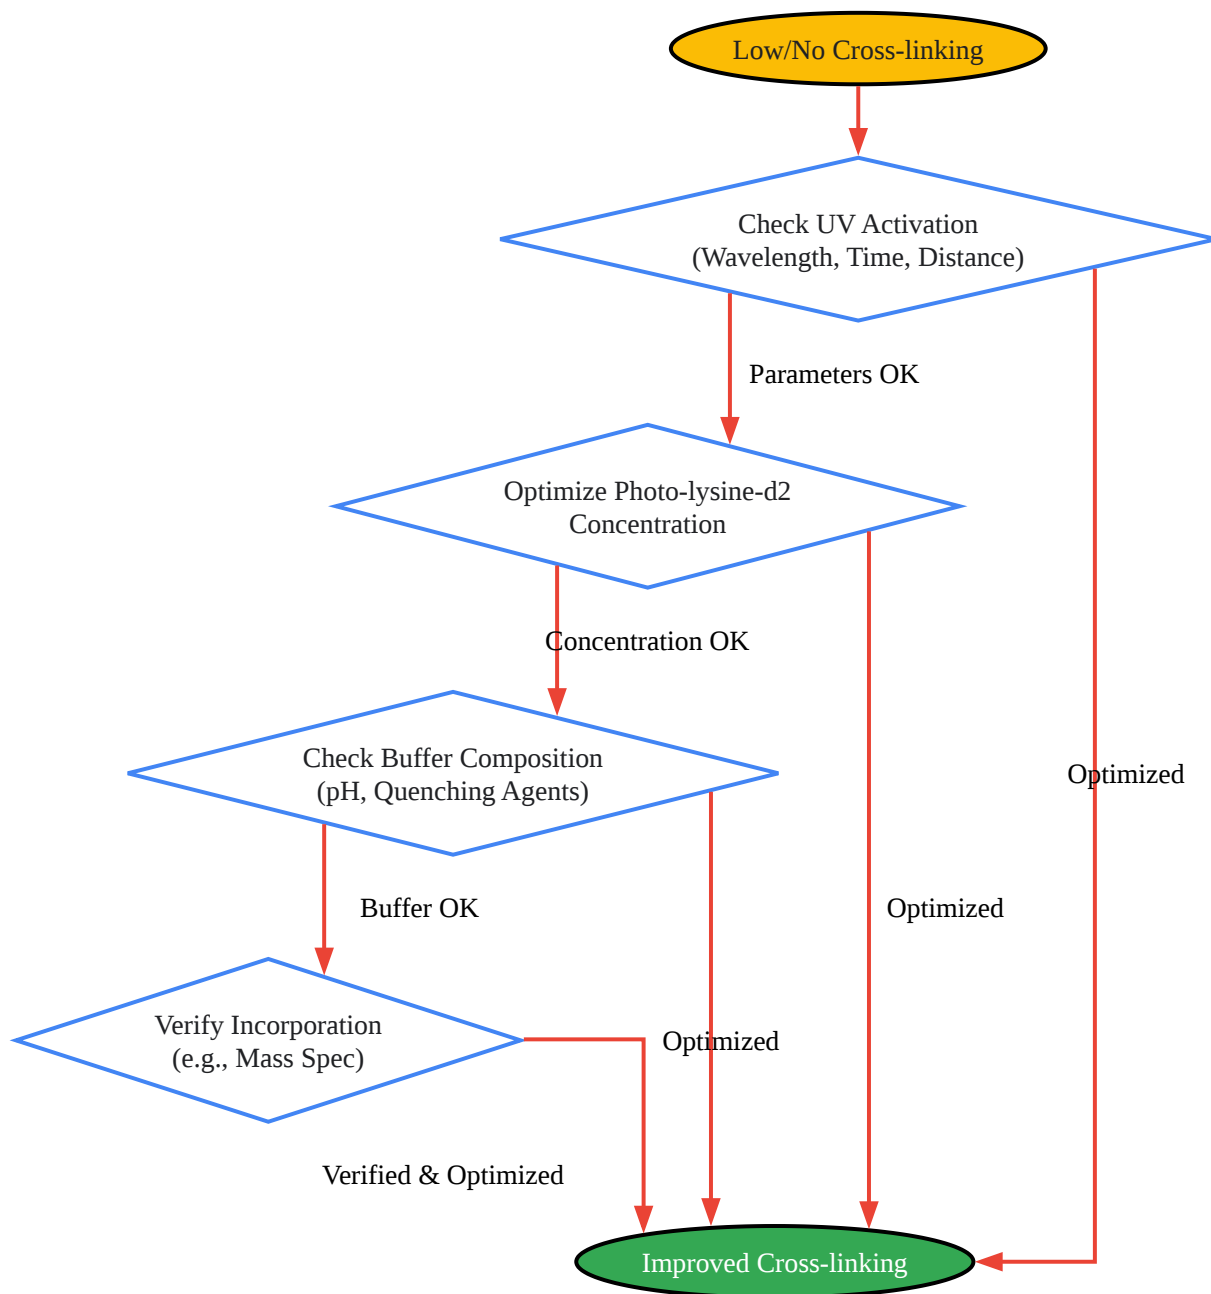 Low/No Cross-linking
Check UV Activation
(Wavelength, Time, Distance)
Parameters OK
Optimize Photo-lysine-d2
Concentration
Concentration OK
Check Buffer Composition
(pH, Quenching Agents)
Optimized
Buffer OK
Optimized
Verify Incorporation
(e.g., Mass Spec)
Optimized
Verified & Optimized
Improved Cross-linking